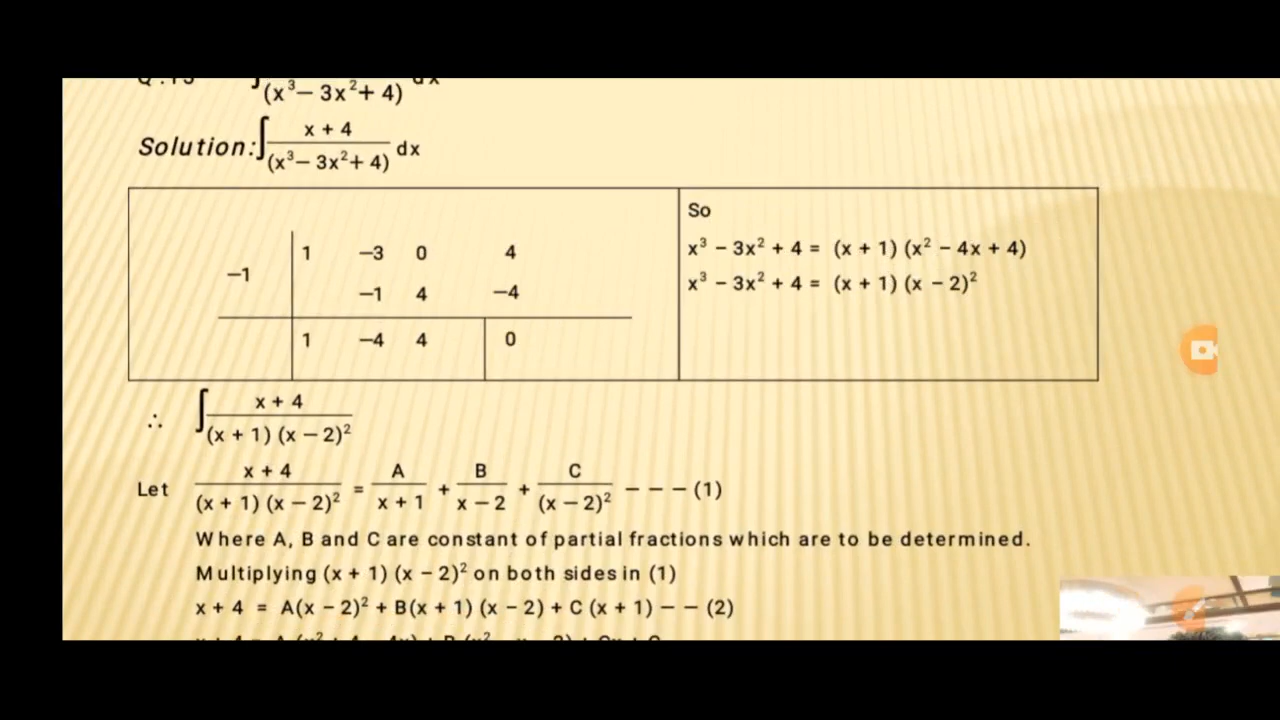 (x³– 3x²+ 4)
Solution:∫ x + 4 / (x³– 3x²+ 4) dx
–1 | 1 –3 0 4
–1 4 –4
1 –4 4 0
So
x³ − 3x² + 4 = (x + 1) (x² − 4x + 4)
x³ − 3x² + 4 = (x + 1) (x − 2)²
∴ ∫ x + 4 / (x + 1) (x – 2)²
Let x + 4 / (x + 1) (x – 2)² = A / x + 1 + B / x – 2 + C / (x – 2)² – – – (1)
Where A, B and C are constant of partial fractions which are to be determined.
Multiplying (x + 1) (x − 2)² on both sides in (1)
x + 4 = A(x − 2)² + B(x + 1) (x − 2) + C (x + 1) − − (2)